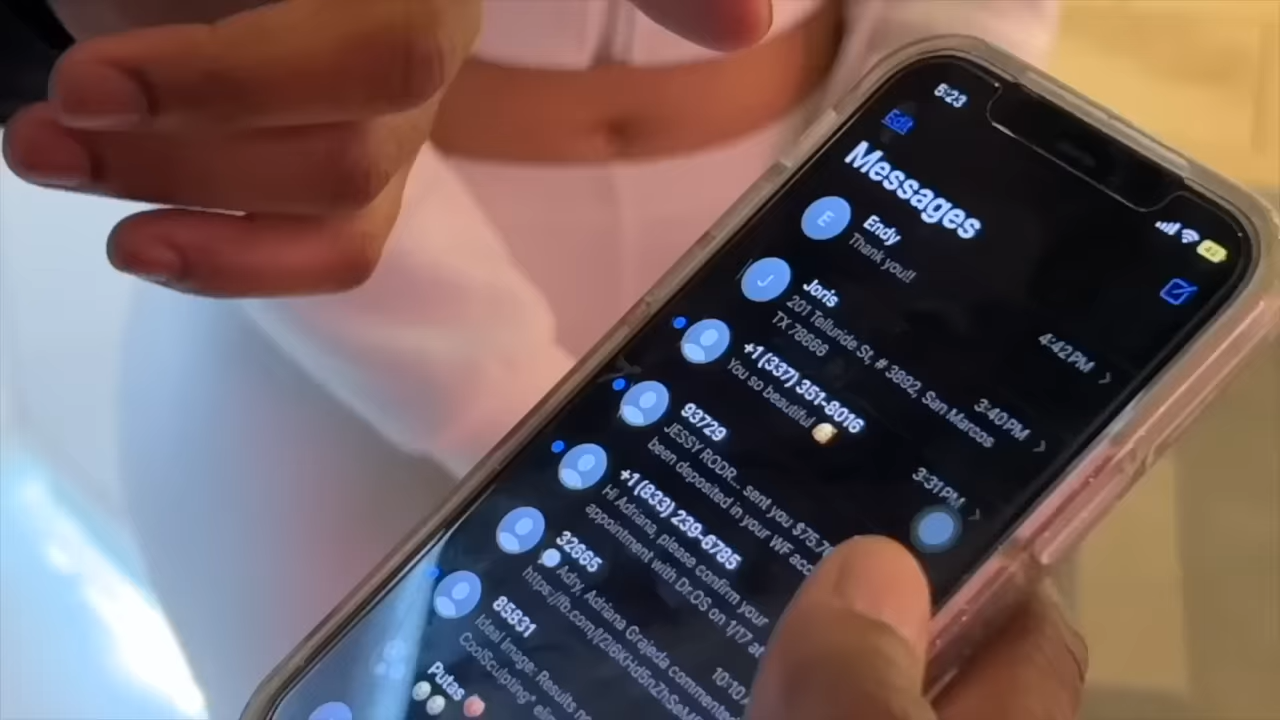 5:23
Edit
Messages
E
Endy
Thank you!!
4:42 PM
J
Joris
201 Telluride St, # 3892, San Marcos
TX 78666
3:40 PM
+1 (337) 351-8016
You so beautiful
3:31 PM
93729
JESSY RODR... sent you $75.
been deposited in your WF
+1 (833) 239-6785
Hi Adriana, please confirm your
appointment with Dr.OS on 1/17 at
32665
Adry, Adriana Grajeda commented
10:10
85831
Ideal Image: Results
CoolSculpting*
Putas